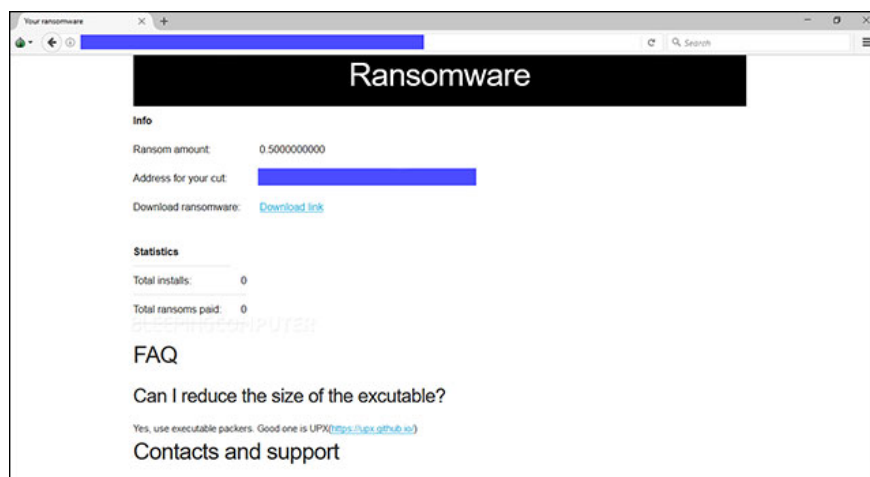 Your ransomware
Search
Ransomware
Info
Ransom amount: 0.5000000000
Address for your cut:
Download ransomware: Download link
Statistics
Total installs: 0
Total ransoms paid: 0
BLEEPINGCOMPUTER
FAQ
Can I reduce the size of the excutable?
Yes, use executable packers. Good one is UPX(https://upx.github.io/)
Contacts and support